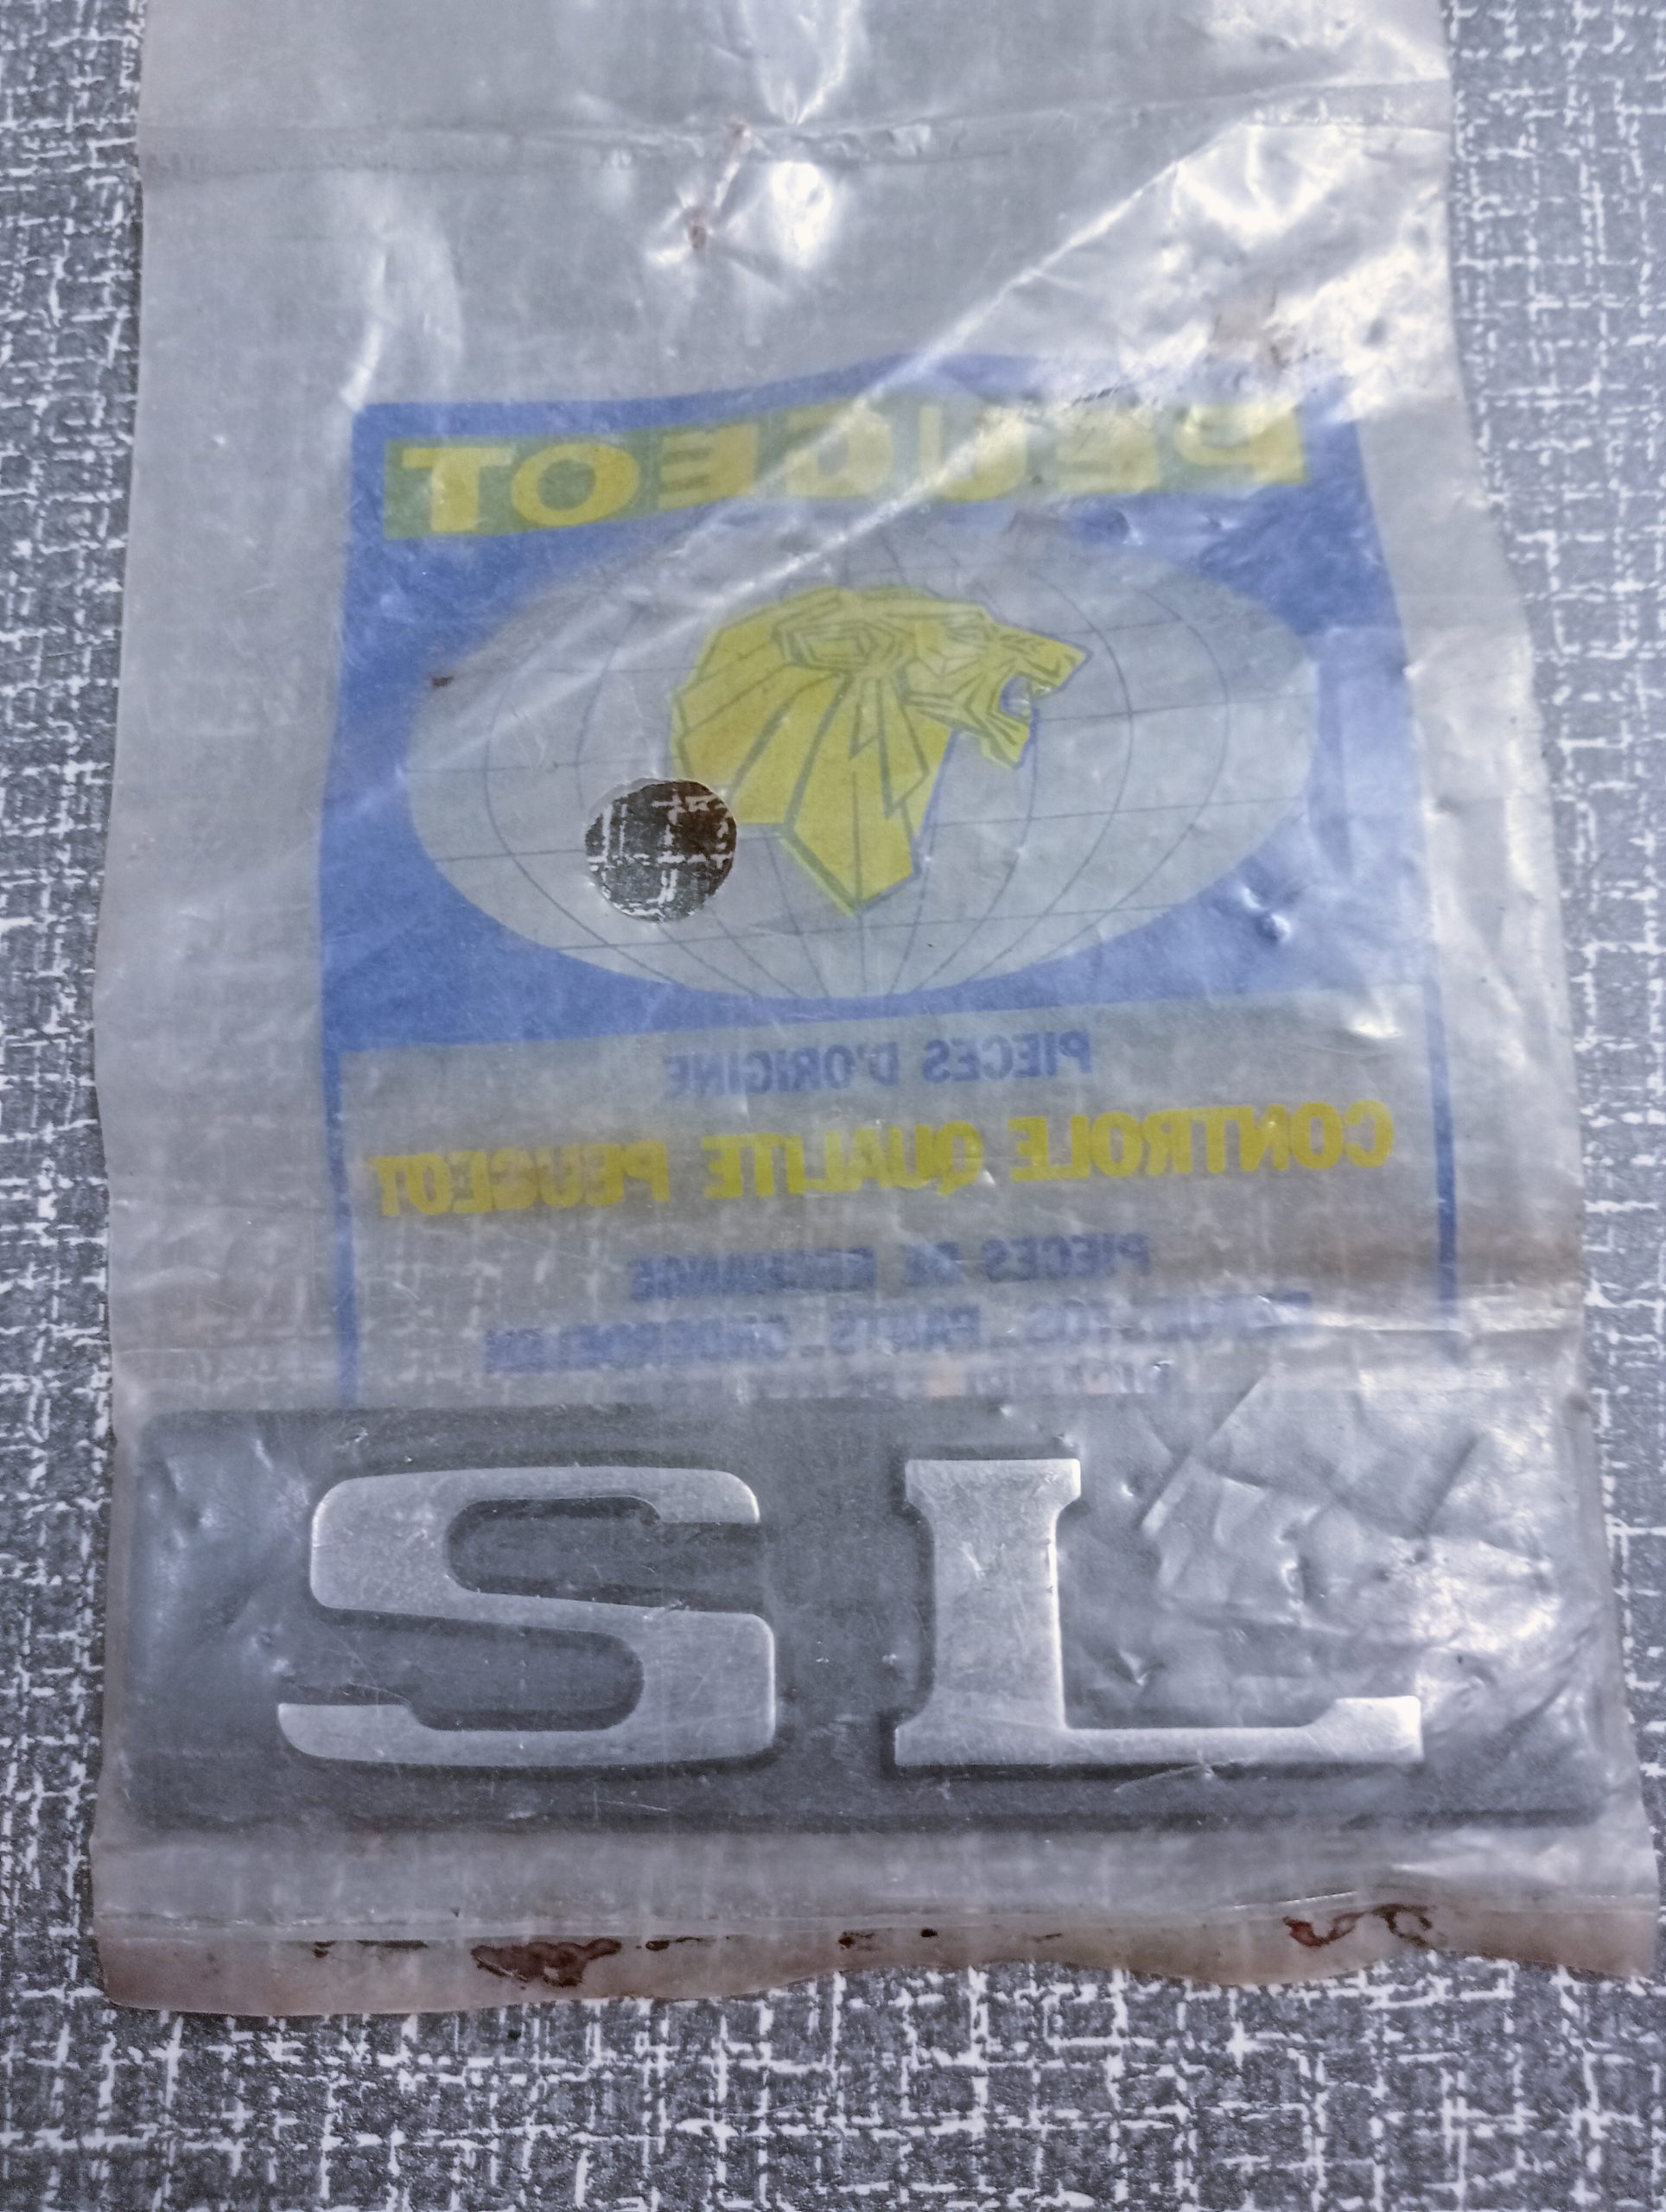 PEUGEOT
PIECES D'ORIGINE
CONTROLE QUALITE PEUGEOT
PIECES DE RECHANGE
SL